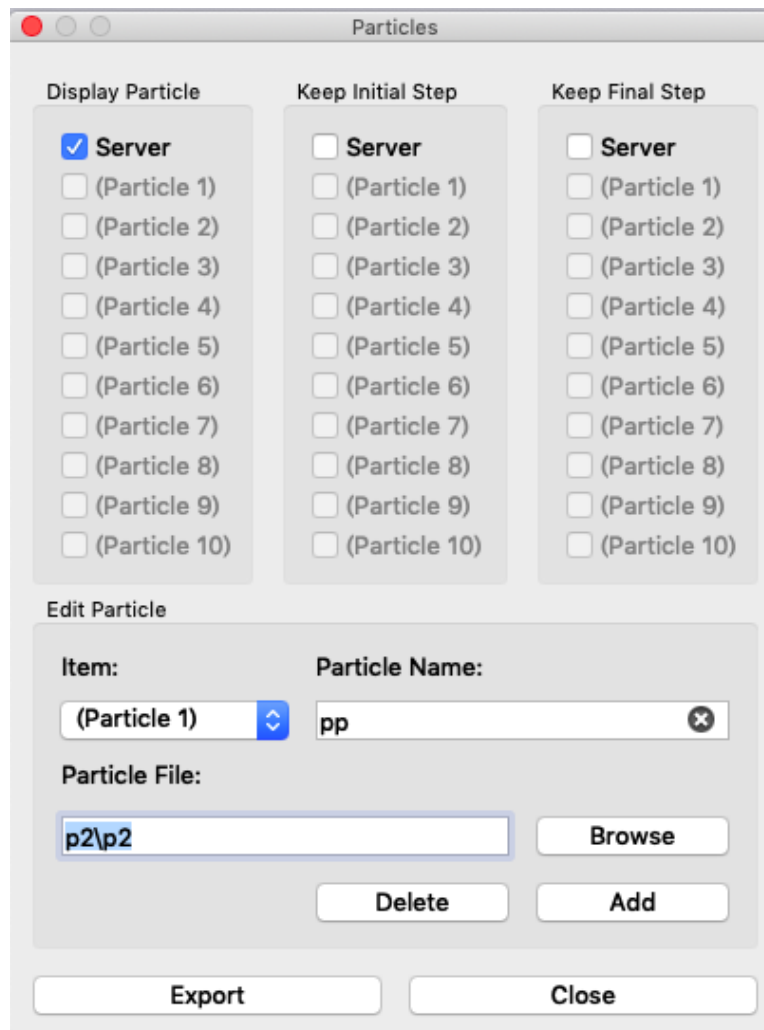 Particles
Display Particle Keep Initial Step Keep Final Step
Server Server Server
(Particle 1) (Particle 1) (Particle 1)
(Particle 2) (Particle 2) (Particle 2)
(Particle 3) (Particle 3) (Particle 3)
(Particle 4) (Particle 4) (Particle 4)
(Particle 5) (Particle 5) (Particle 5)
(Particle 6) (Particle 6) (Particle 6)
(Particle 7) (Particle 7) (Particle 7)
(Particle 8) (Particle 8) (Particle 8)
(Particle 9) (Particle 9) (Particle 9)
(Particle 10) (Particle 10) (Particle 10)
Edit Particle
Item: Particle Name:
(Particle 1) pp
Particle File:
p2\p2 Browse
Delete Add
Export Close